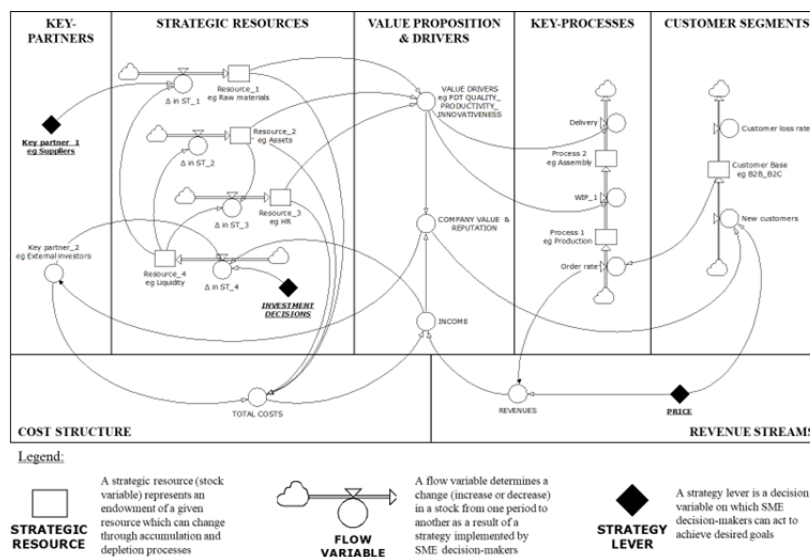 KEY-
PARTNERS
STRATEGIC RESOURCES
VALUE PROPOSITION
& DRIVERS
KEY-PROCESSES
CUSTOMER SEGMENTS
Resource_1
eg Raw materials
Δ in ST_1
Key partner_1
eg Suppliers
Resource_2
eg Assets
Δ in ST_2
Resource_3
eg HR
Δ in ST_3
Key partner_2
eg External investors
Resource_4
eg Liquidity
Δ in ST_4
INVESTMENT
DECISIONS
VALUE DRIVERS
eg PDT QUALITY_
PRODUCTIVITY_
INNOVATIVENESS
COMPANY VALUE &
REPUTATION
INCOME
Delivery
Process 2
eg Assembly
WIP_1
Process 1
eg Production
Order rate
Customer loss rate
Customer Base
eg B2B_B2C
New customers
TOTAL COSTS
REVENUES
PRICE
COST STRUCTURE
REVENUE STREAMS
Legend:
STRATEGIC
RESOURCE
A strategic resource (stock
variable) represents an
endowment of a given
resource which can change
through accumulation and
depletion processes
FLOW
VARIABLE
A flow variable determines a
change (increase or decrease)
in a stock from one period to
another as a result of a
strategy implemented by
SME decision-makers
STRATEGY
LEVER
A strategy lever is a decision
variable on which SME
decision-makers can act to
achieve desired goals